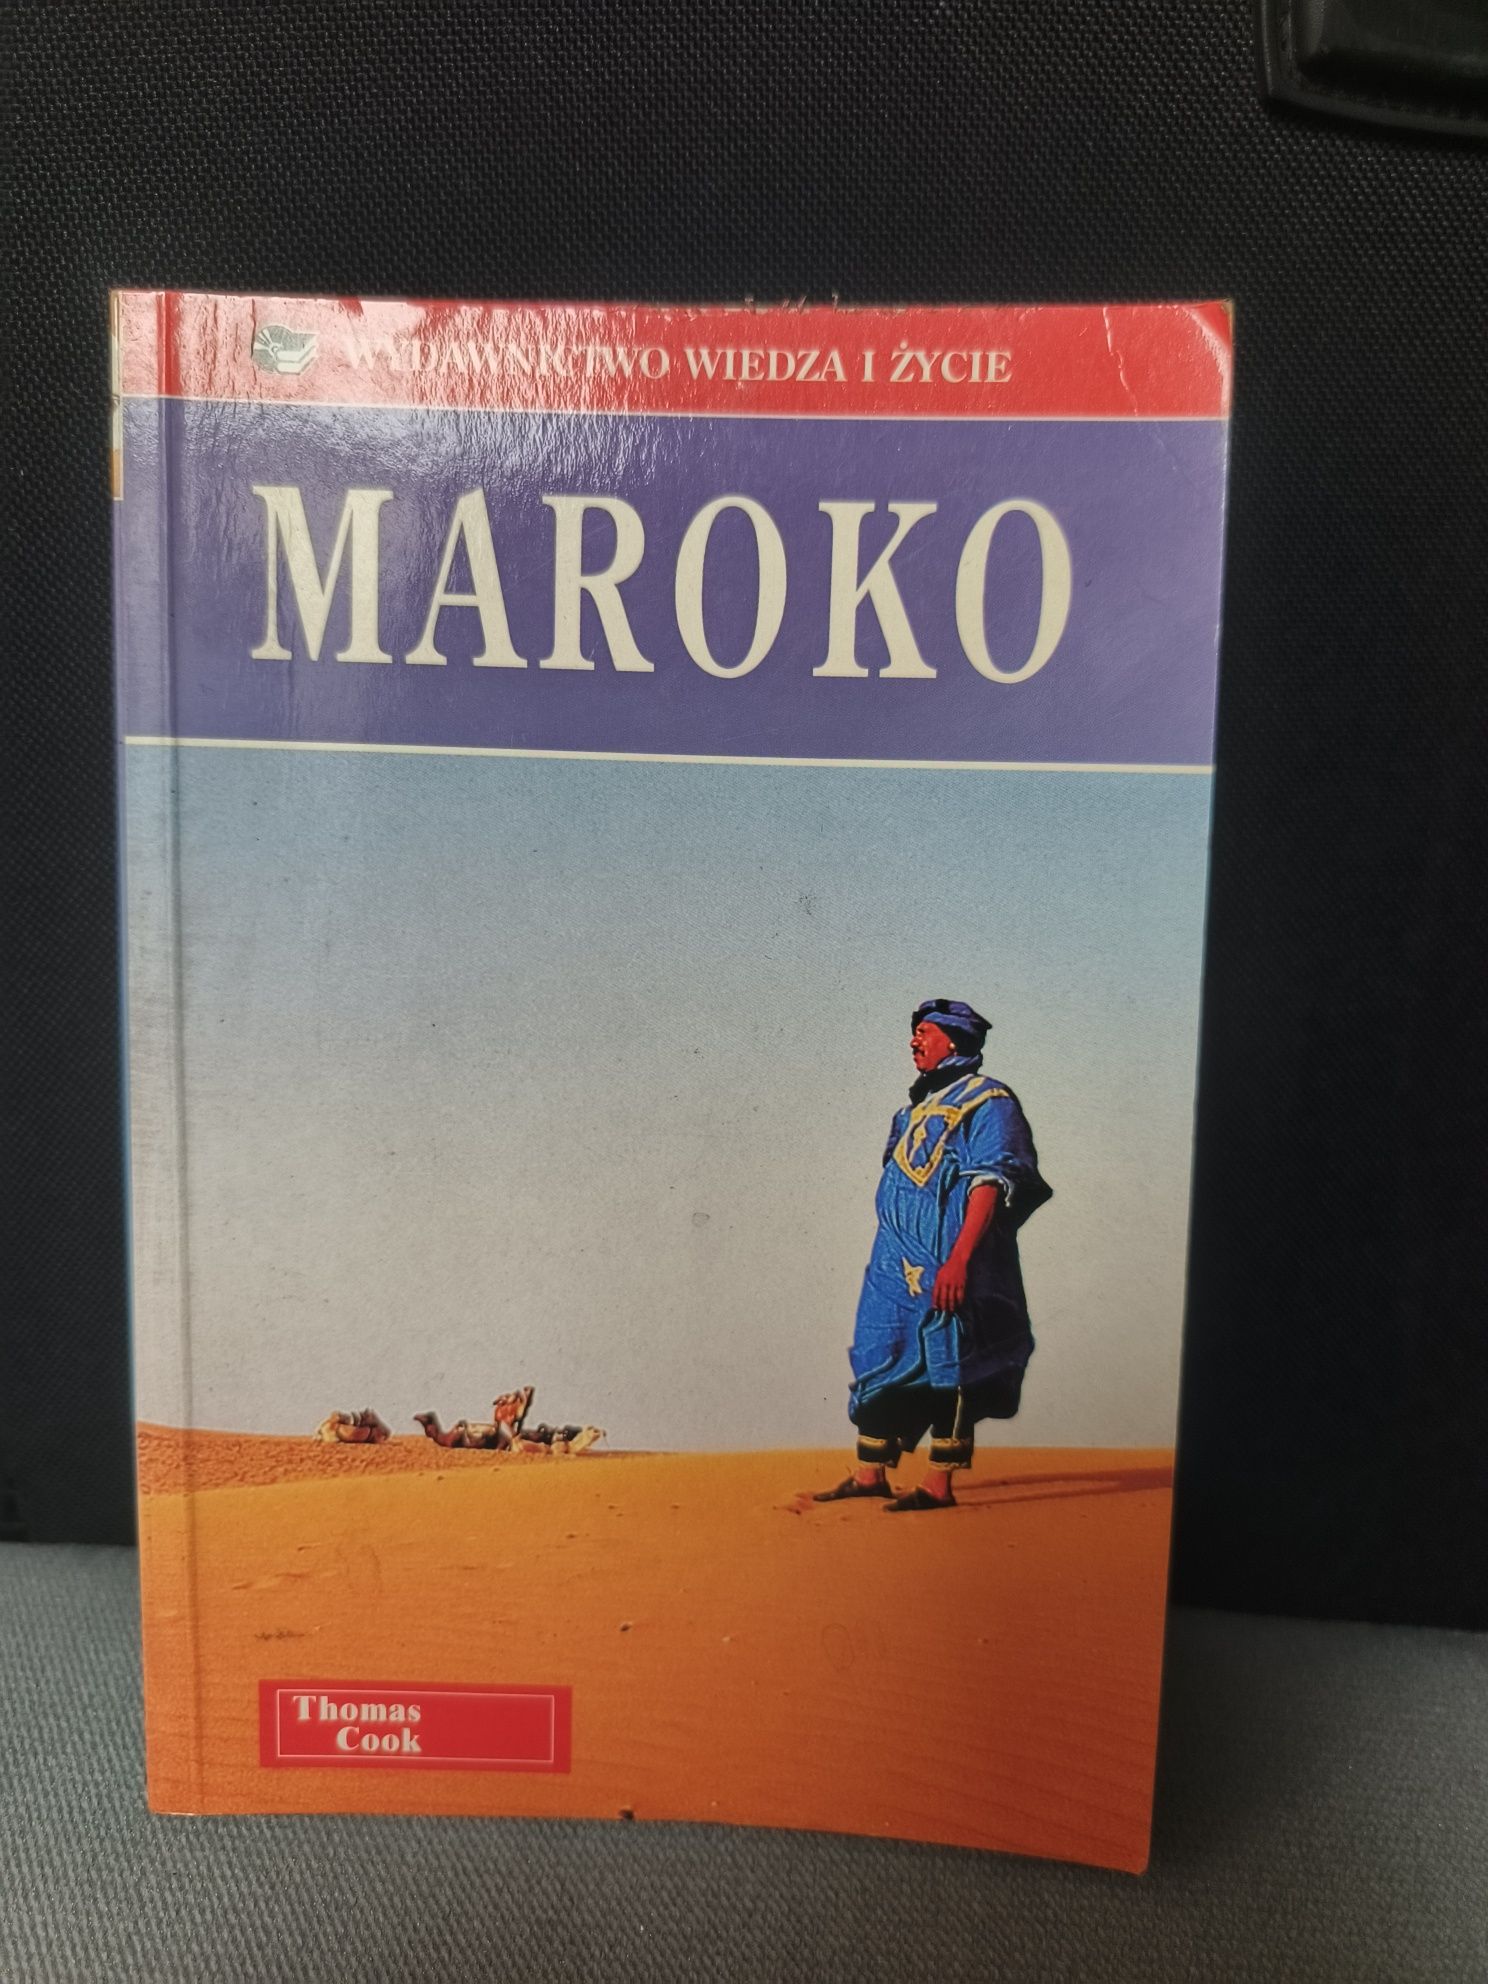 WYDAWNICTWO WIEDZA I ŻYCIE
MAROKO
Thomas
Cook